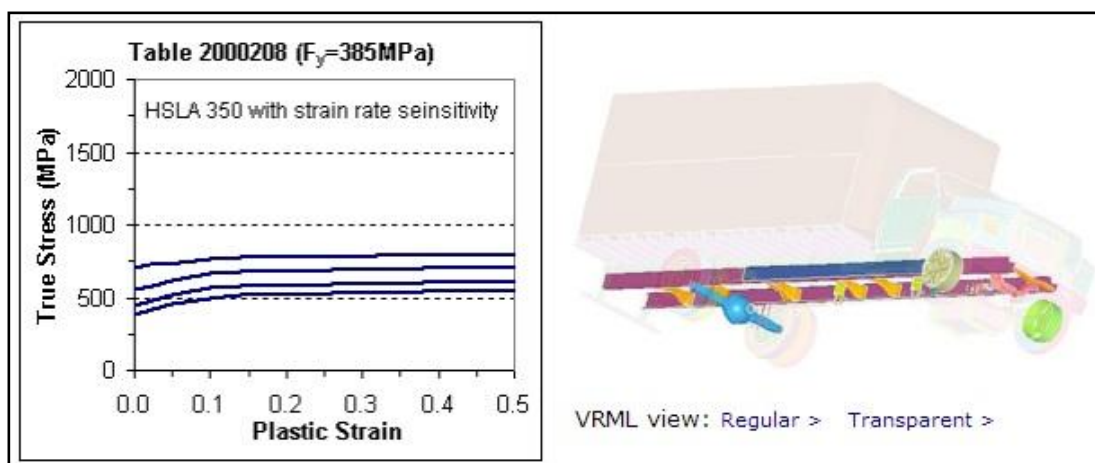 Table 2000208 (Fy=385MPa)
HSLA 350 with strain rate seinsitivity
True Stress (MPa)
2000
1500
1000
500
0
0.0 0.1 0.2 0.3 0.4 0.5
Plastic Strain
VRML view: Regular > Transparent >